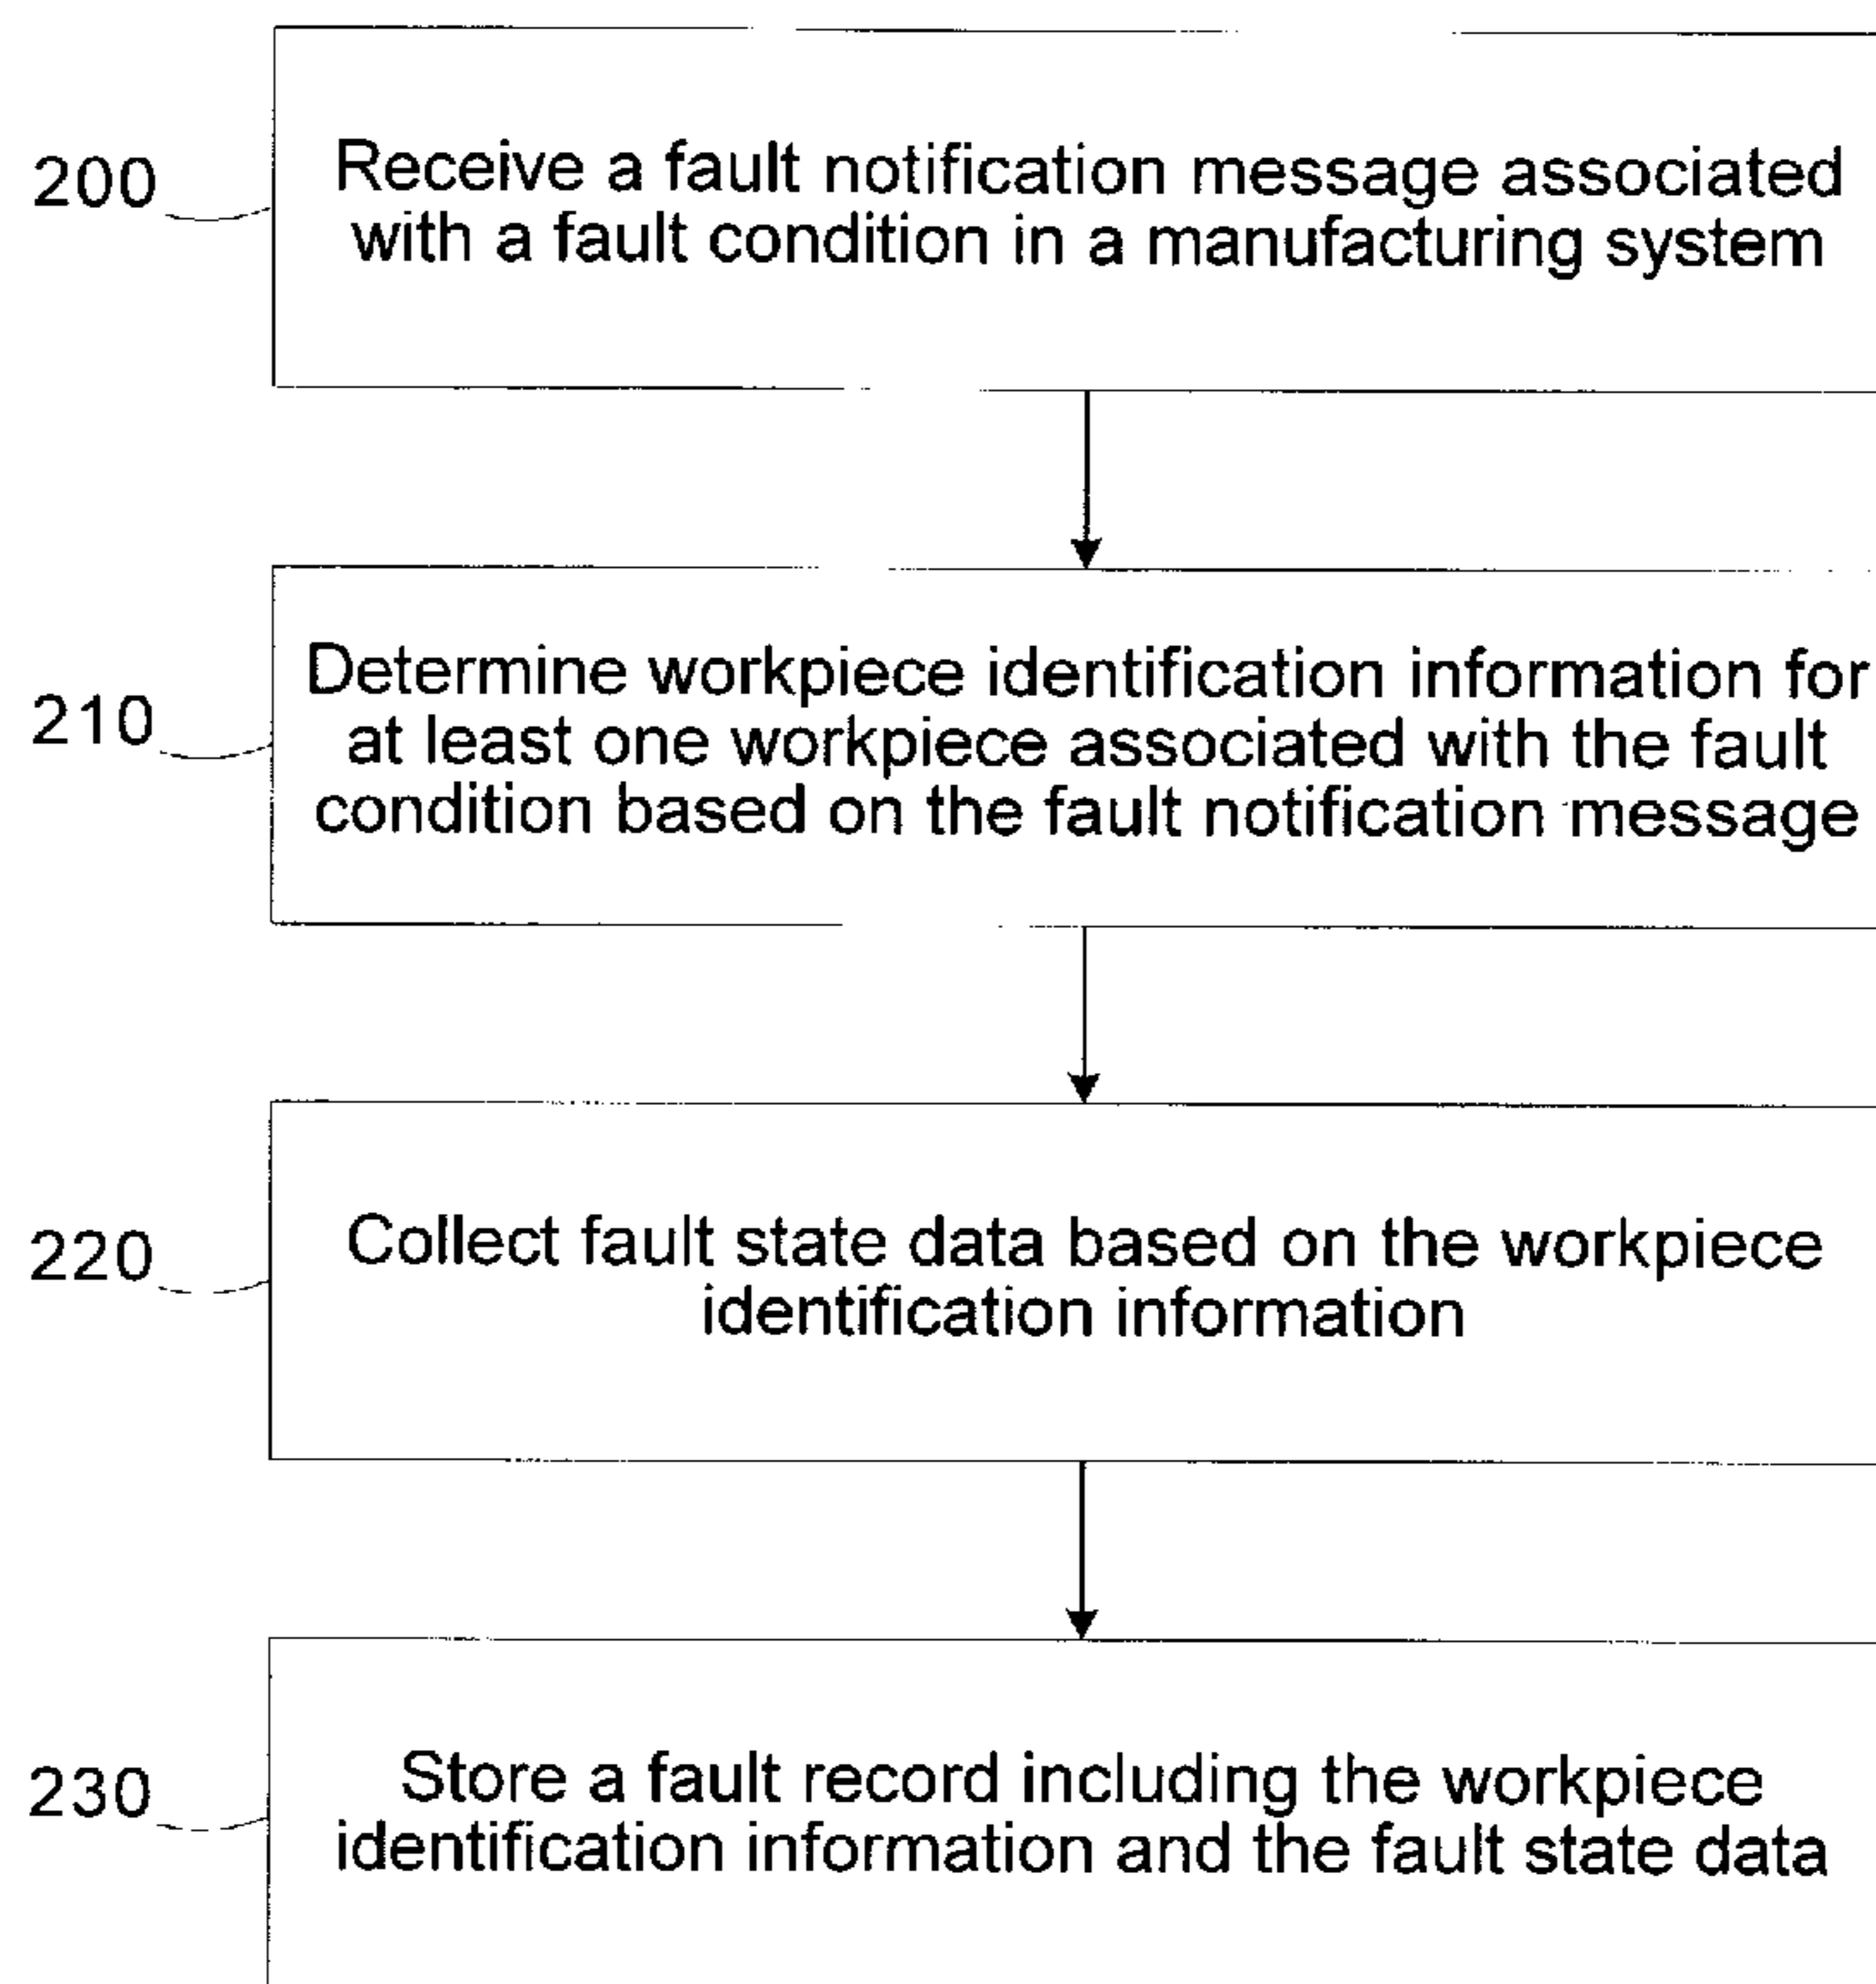 200
Receive a fault notification message associated
with a fault condition in a manufacturing system
210
Determine workpiece identification information for
at least one workpiece associated with the fault
condition based on the fault notification message
220
Collect fault state data based on the workpiece
identification information
230
Store a fault record including the workpiece
identification information and the fault state data